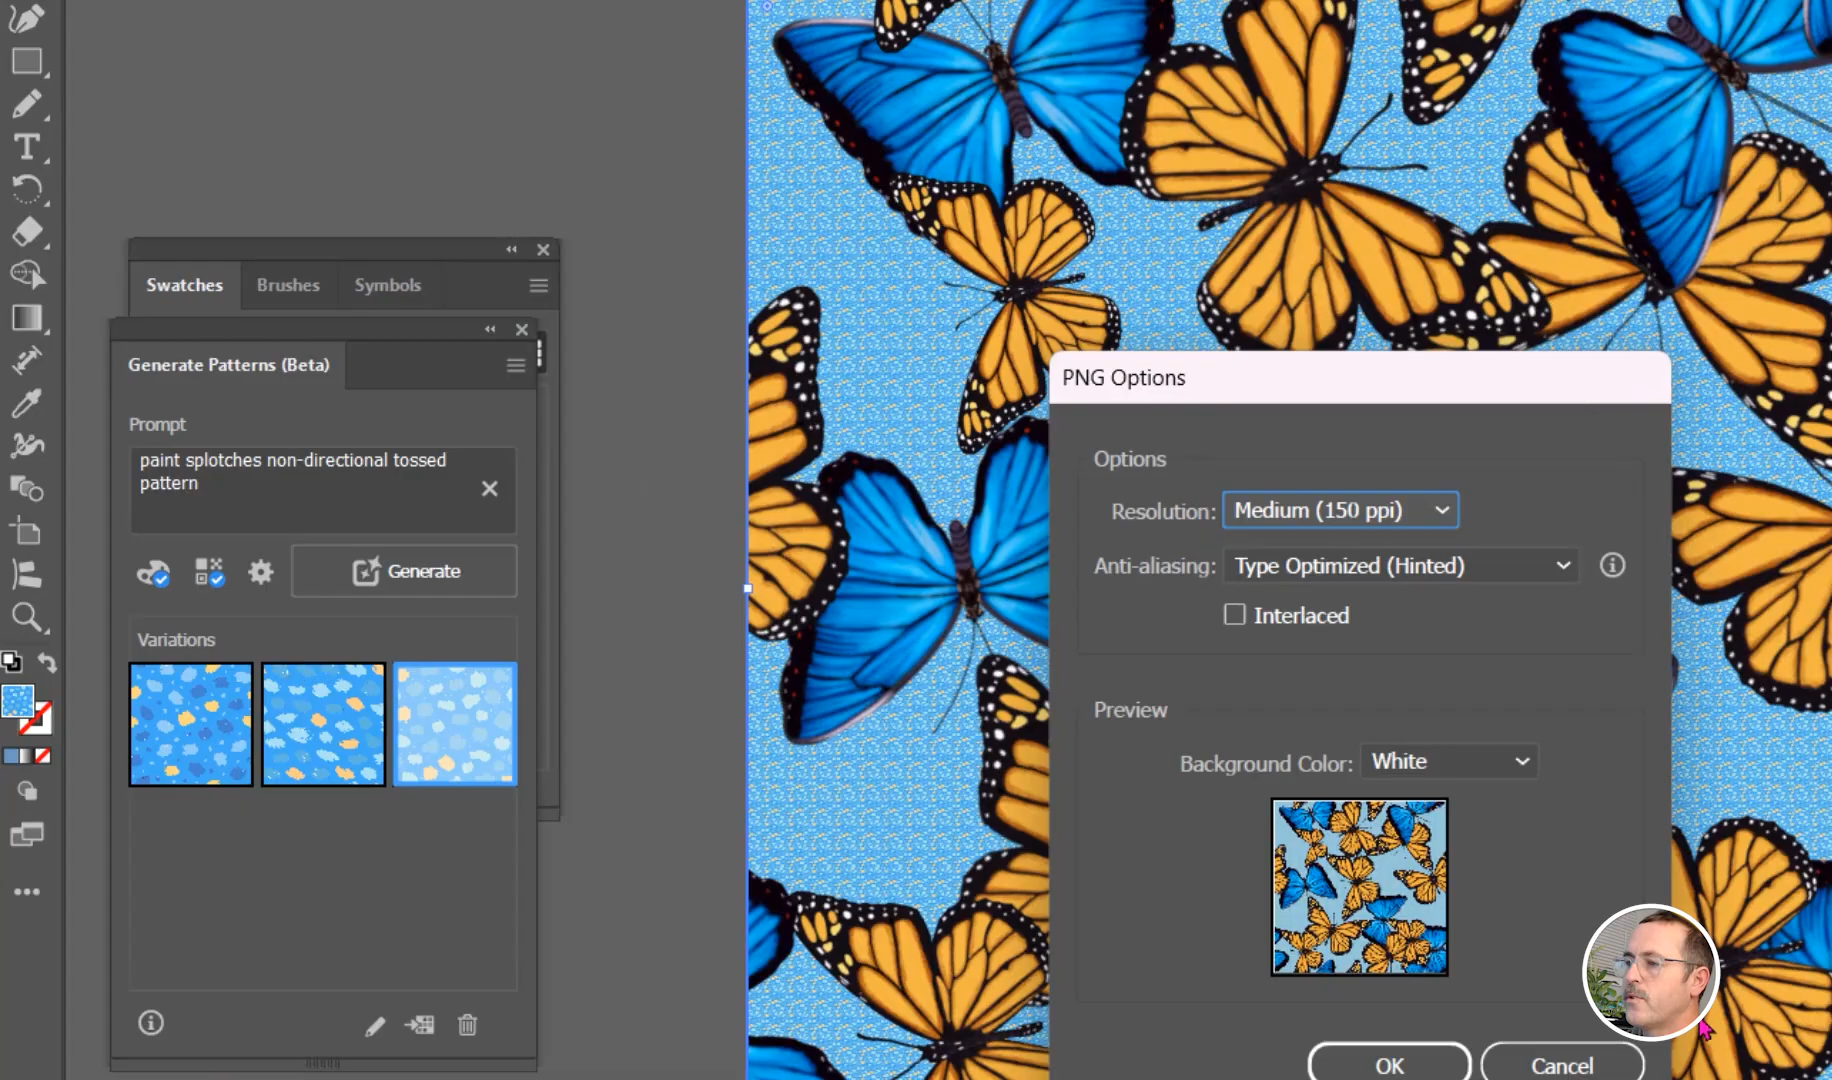 Swatches
Brushes
Symbols
Generate Patterns (Beta)
Prompt
paint splotches non-directional tossed
pattern
Generate
Variations
PNG Options
Options
Resolution: Medium (150 ppi)
Anti-aliasing: Type Optimized (Hinted)
Interlaced
Preview
Background Color: White
OK
Cancel